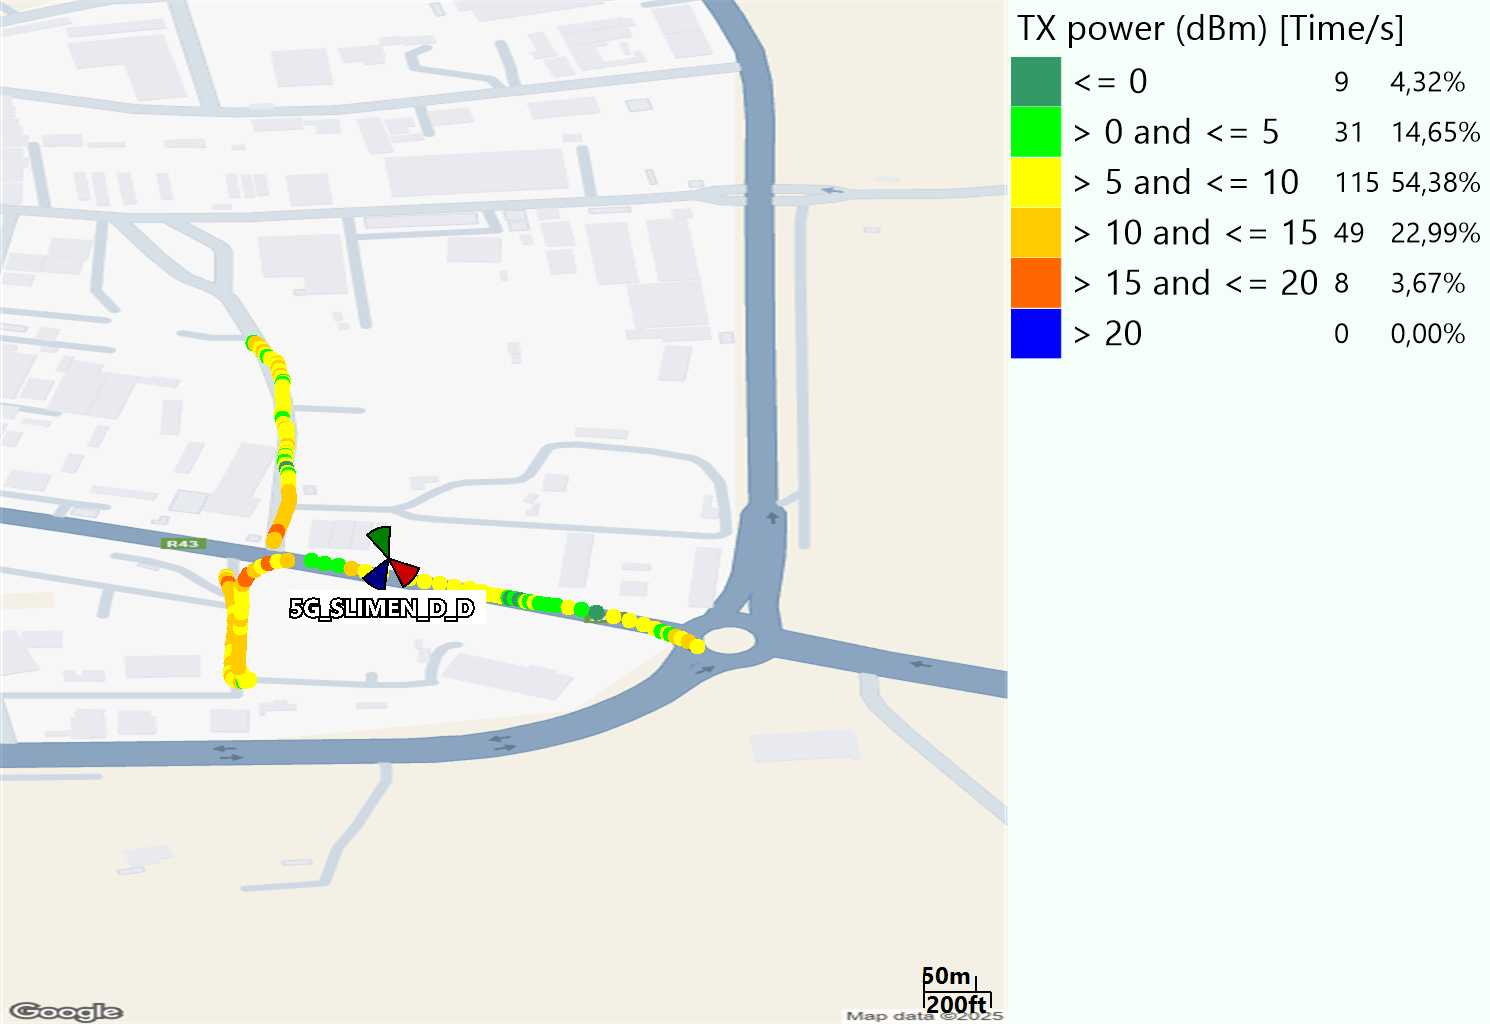 TX power (dBm) [Time/s]
<= 0 9 4,32%
> 0 and <= 5 31 14,65%
> 5 and <= 10 115 54,38%
> 10 and <= 15 49 22,99%
> 15 and <= 20 8 3,67%
> 20 0 0,00%
R43
5G_SLIMEN_D_D
50m
200ft
Google
Map data ©2025